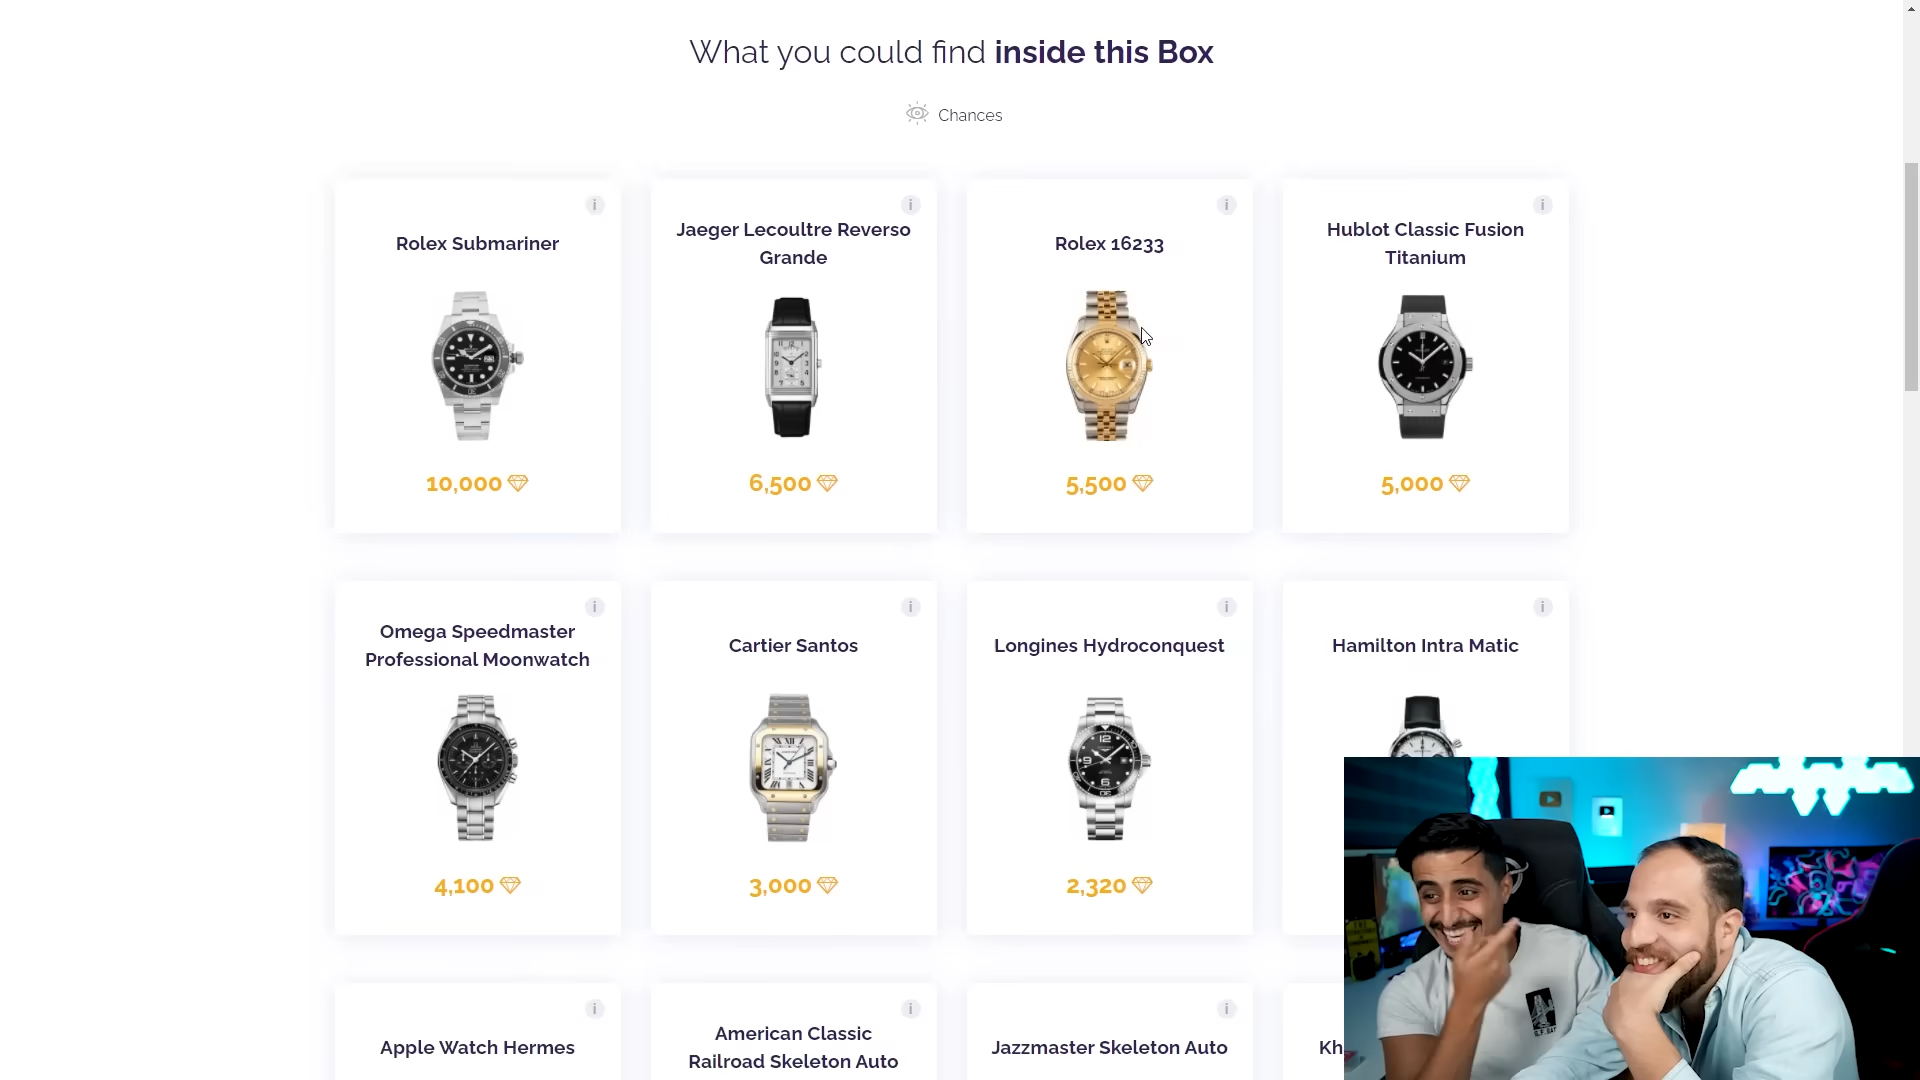 What you could find inside this Box
Chances
Rolex Submariner
10,000
Jaeger Lecoultre Reverso
Grande
6,500
Rolex 16233
5,500
Hublot Classic Fusion
Titanium
5,000
Omega Speedmaster
Professional Moonwatch
4,100
Cartier Santos
3,000
Longines Hydroconquest
2,320
Hamilton Intra Matic
Apple Watch Hermes
American Classic
Railroad Skeleton Auto
Jazzmaster Skeleton Auto
Kh